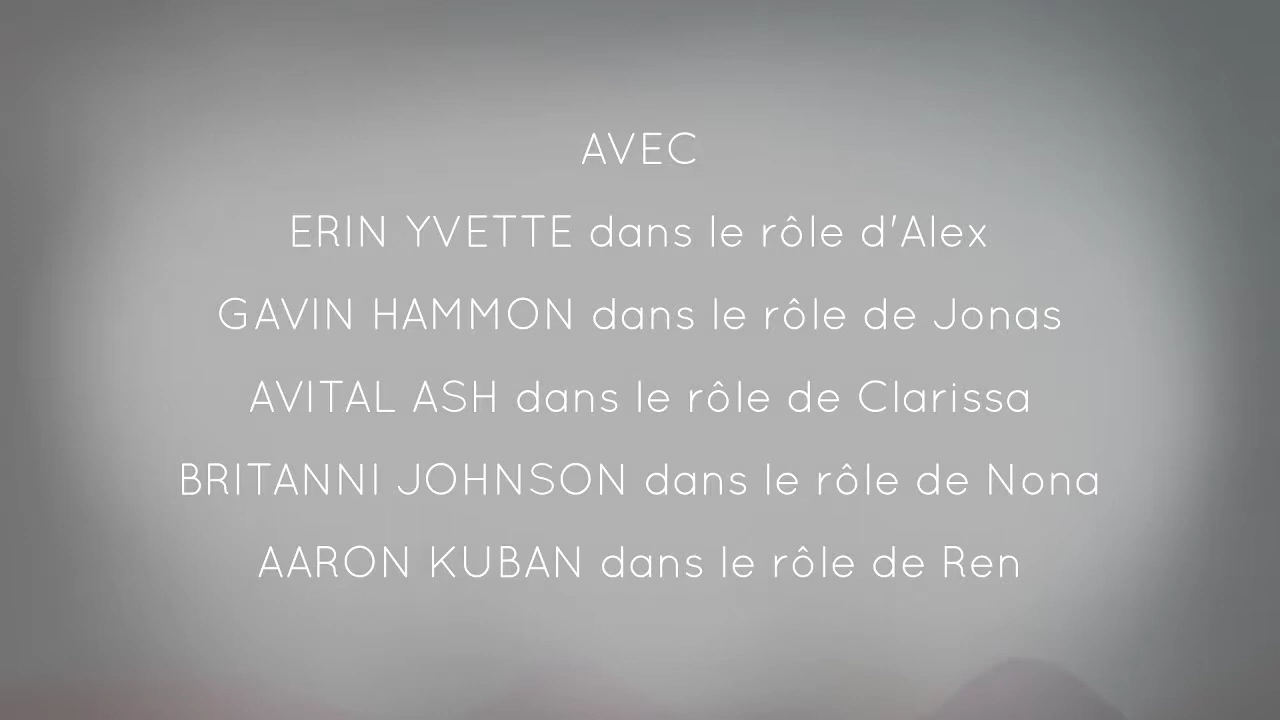 AVEC
ERIN YVETTE dans le rôle d'Alex
GAVIN HAMMON dans le rôle de Jonas
AVITAL ASH dans le rôle de Clarissa
BRITANNI JOHNSON dans le rôle de Nona
AARON KUBAN dans le rôle de Ren